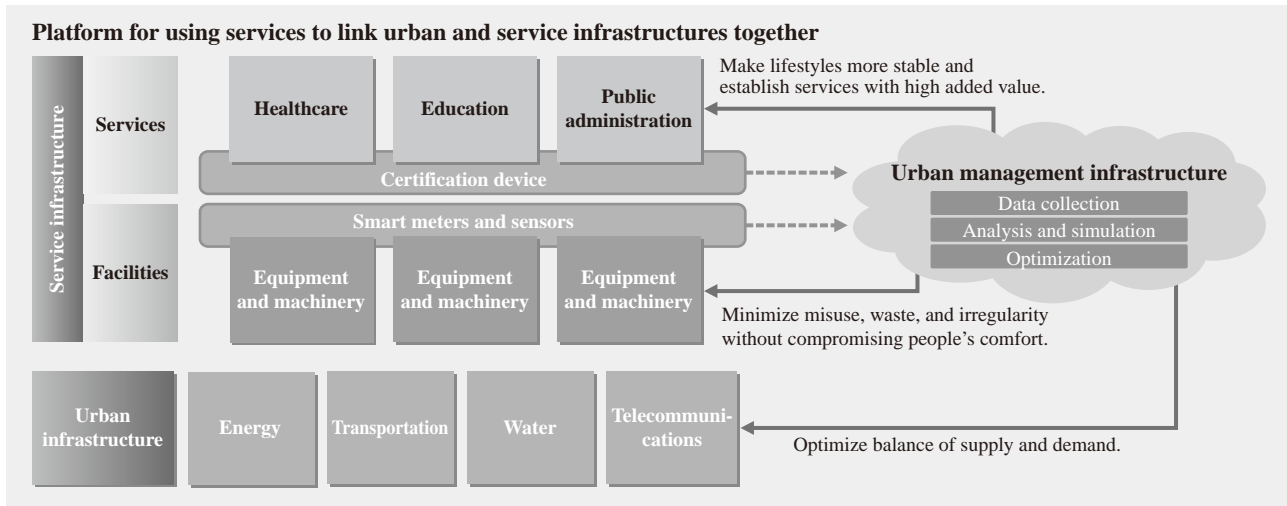 Platform for using services to link urban and service infrastructures together
Service infrastructure
Services
Healthcare
Education
Public
administration
Make lifestyles more stable and
establish services with high added value.
Certification device
Urban management infrastructure
Data collection
Analysis and simulation
Optimization
Smart meters and sensors
Facilities
Equipment
and machinery
Equipment
and machinery
Equipment
and machinery
Minimize misuse, waste, and irregularity
without compromising people’s comfort.
Urban
infrastructure
Energy
Transportation
Water
Telecommuni-
cations
Optimize balance of supply and demand.